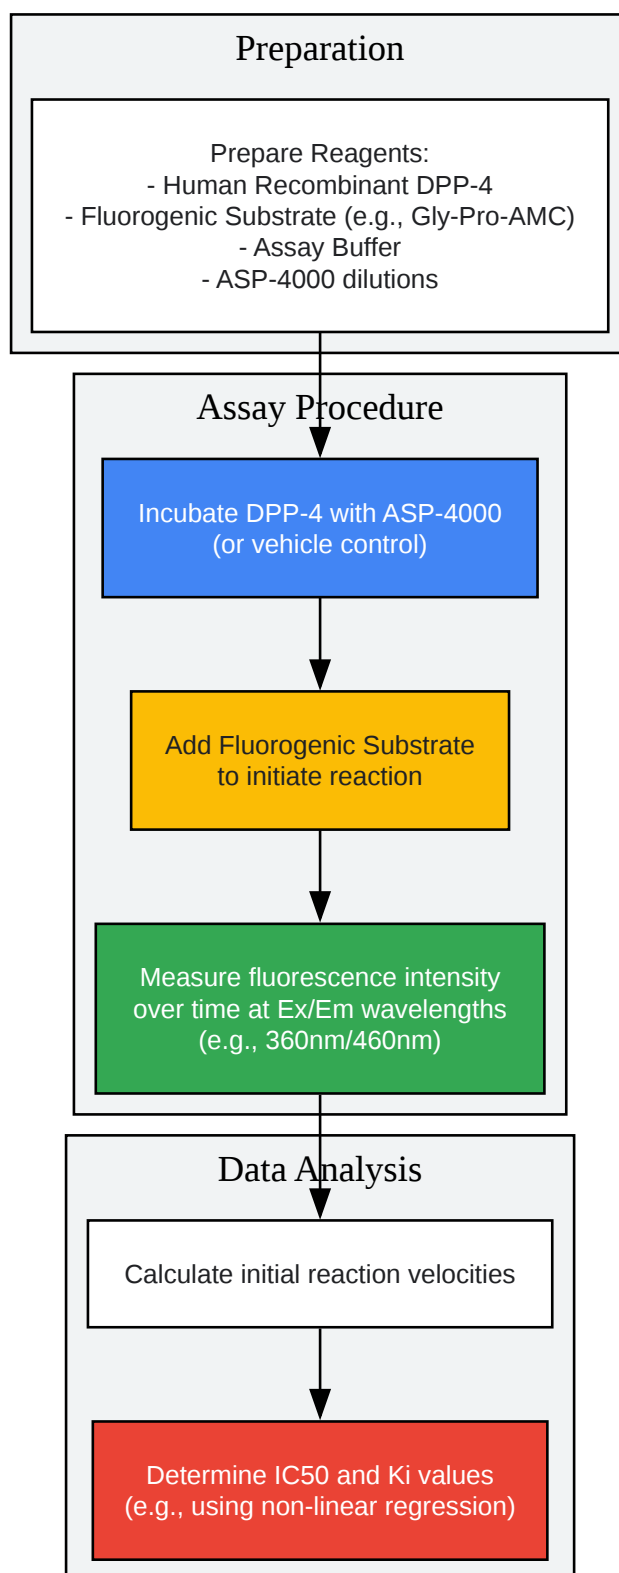 Preparation
Prepare Reagents:
- Human Recombinant DPP-4
- Fluorogenic Substrate (e.g., Gly-Pro-AMC)
- Assay Buffer
- ASP-4000 dilutions
Assay Procedure
Incubate DPP-4 with ASP-4000
(or vehicle control)
Add Fluorogenic Substrate
to initiate reaction
Measure fluorescence intensity
over time at Ex/Em wavelengths
(e.g., 360nm/460nm)
Data Analysis
Calculate initial reaction velocities
Determine IC50 and Ki values
(e.g., using non-linear regression)